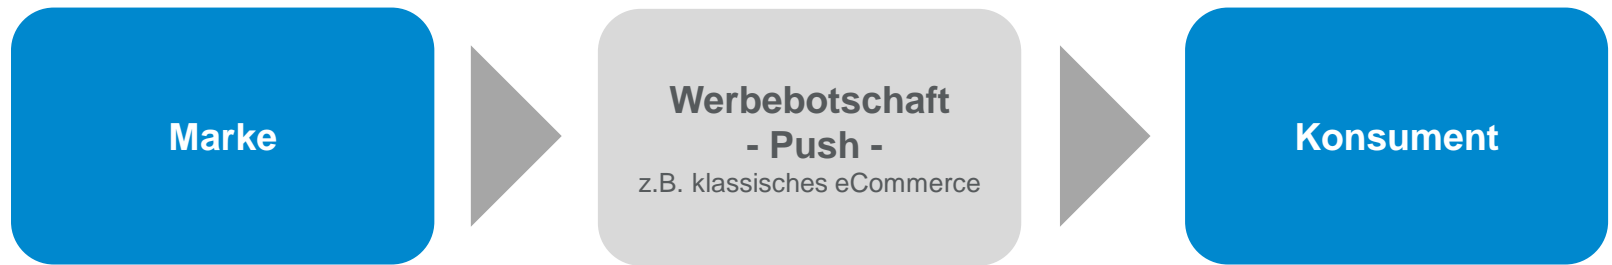 Marke
Werbebotschaft
- Push -
z.B. klassisches eCommerce
Konsument